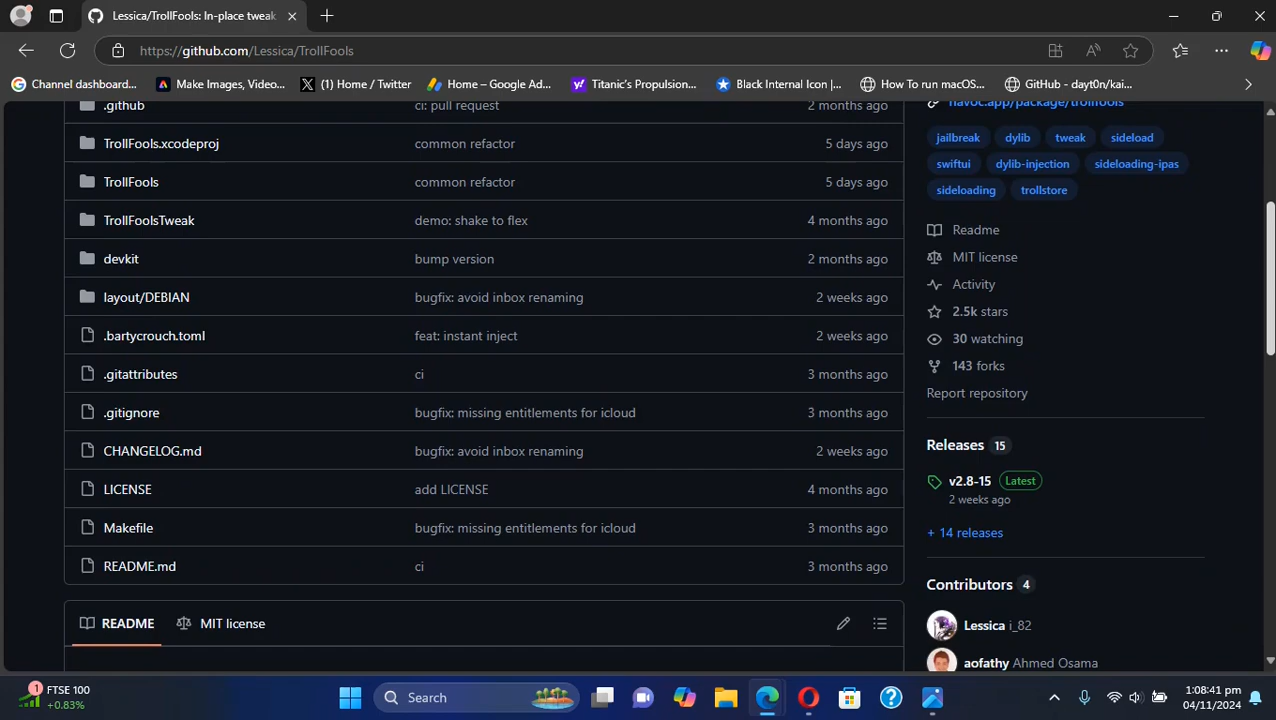 Lessica/TrollFools: In-place tweak
https://github.com/Lessica/TrollFools
Channel dashboard...
Make Images, Video...
(1) Home / Twitter
Home – Google Ad...
Titanic's Propulsion...
Black Internal Icon |...
How To run macOS...
GitHub - dayt0n/kai...
.github
ci: pull request
2 months ago
TrollFools.xcodeproj
common refactor
5 days ago
TrollFools
common refactor
5 days ago
TrollFoolsTweak
demo: shake to flex
4 months ago
devkit
bump version
2 months ago
layout/DEBIAN
bugfix: avoid inbox renaming
2 weeks ago
.bartycrouch.toml
feat: instant inject
2 weeks ago
.gitattributes
ci
3 months ago
.gitignore
bugfix: missing entitlements for icloud
3 months ago
CHANGELOG.md
bugfix: avoid inbox renaming
2 weeks ago
LICENSE
add LICENSE
4 months ago
Makefile
bugfix: missing entitlements for icloud
3 months ago
README.md
ci
3 months ago
README
MIT license
havoc.app/package/trollfools
jailbreak
dylib
tweak
sideload
swiftui
dylib-injection
sideloading-ipas
sideloading
trollstore
Readme
MIT license
Activity
2.5k stars
30 watching
143 forks
Report repository
Releases 15
v2.8-15 Latest
2 weeks ago
+ 14 releases
Contributors 4
Lessica i_82
aofathy Ahmed Osama
1
FTSE 100
+0.83%
Search
1:08:41 pm
04/11/2024